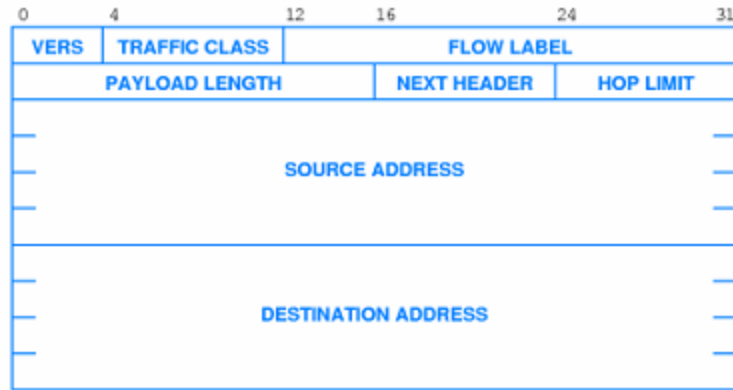 0 4 12 16 24 31
VERS TRAFFIC CLASS FLOW LABEL
PAYLOAD LENGTH NEXT HEADER HOP LIMIT
SOURCE ADDRESS
DESTINATION ADDRESS